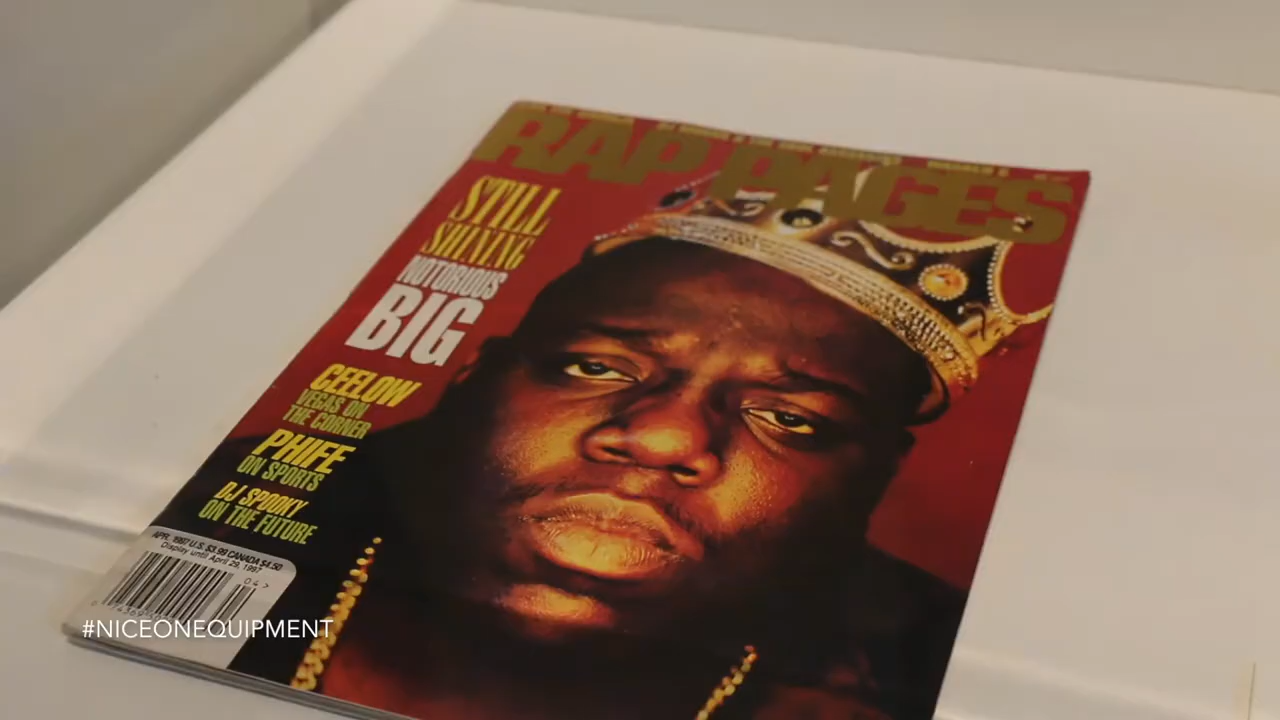 RAP PAGES
STILL
SHINING
NOTORIOUS
BIG
CEELOW
VEGAS ON
THE CORNER
PHIFE
ON SPORTS
DJ SPOOKY
ON THE FUTURE
APR. 1997 U.S. $3.99 CANADA $4.50
Display until April 29, 1997
04>
#NICEONEQUIPMENT